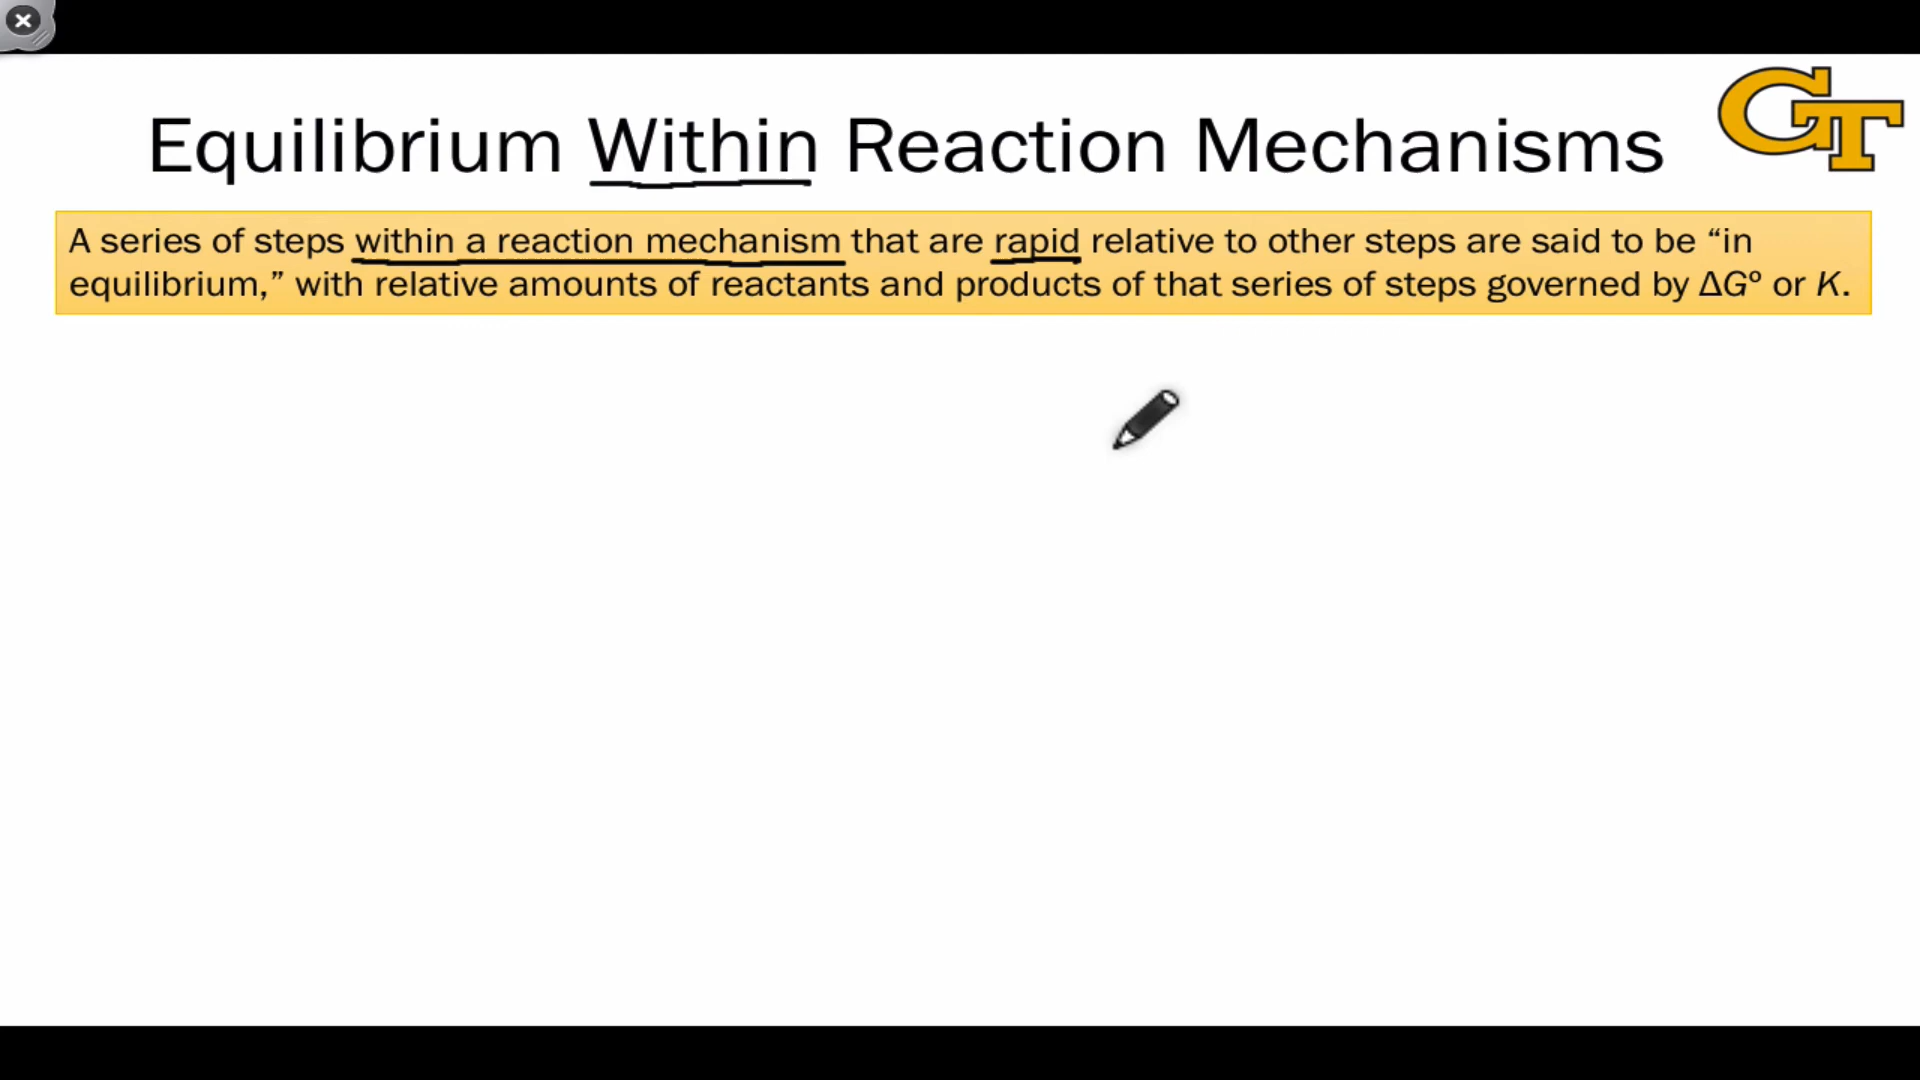 GT
Equilibrium Within Reaction Mechanisms
A series of steps within a reaction mechanism that are rapid relative to other steps are said to be “in
equilibrium,” with relative amounts of reactants and products of that series of steps governed by ΔGº or K.